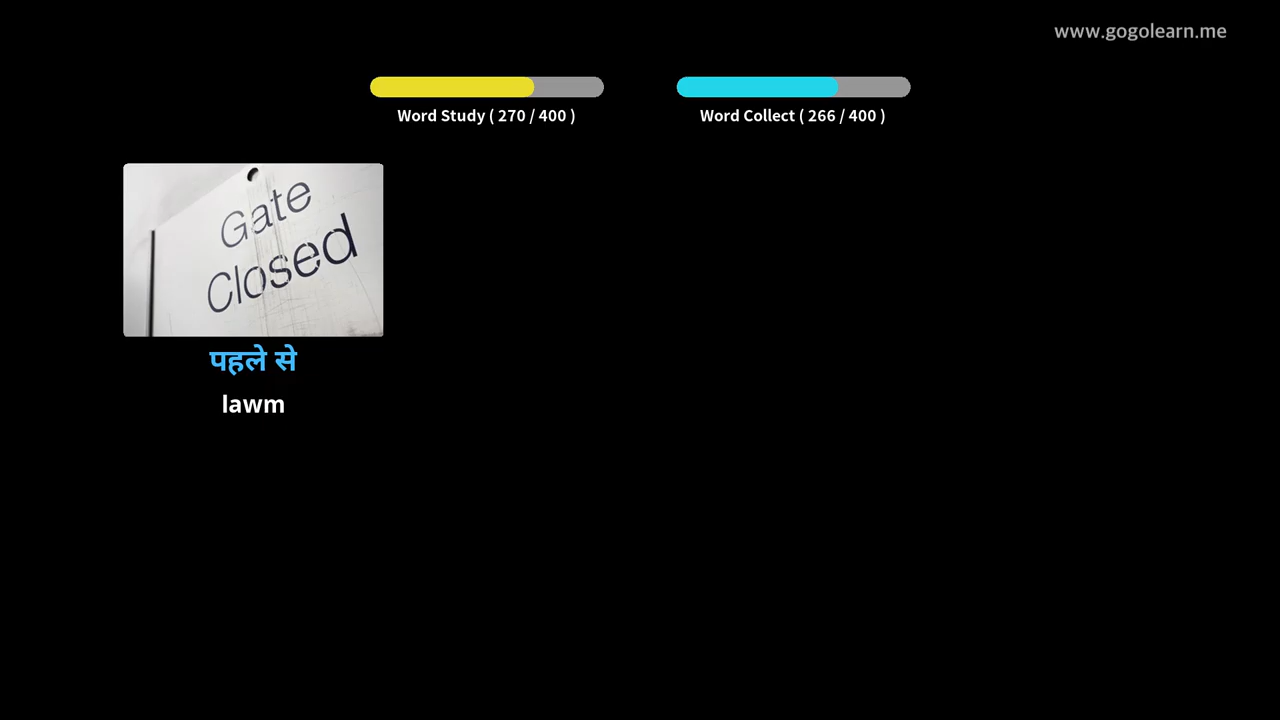 www.gogolearn.me
Word Study ( 270 / 400 )
Word Collect ( 266 / 400 )
Gate
Closed
पहले से
lawm